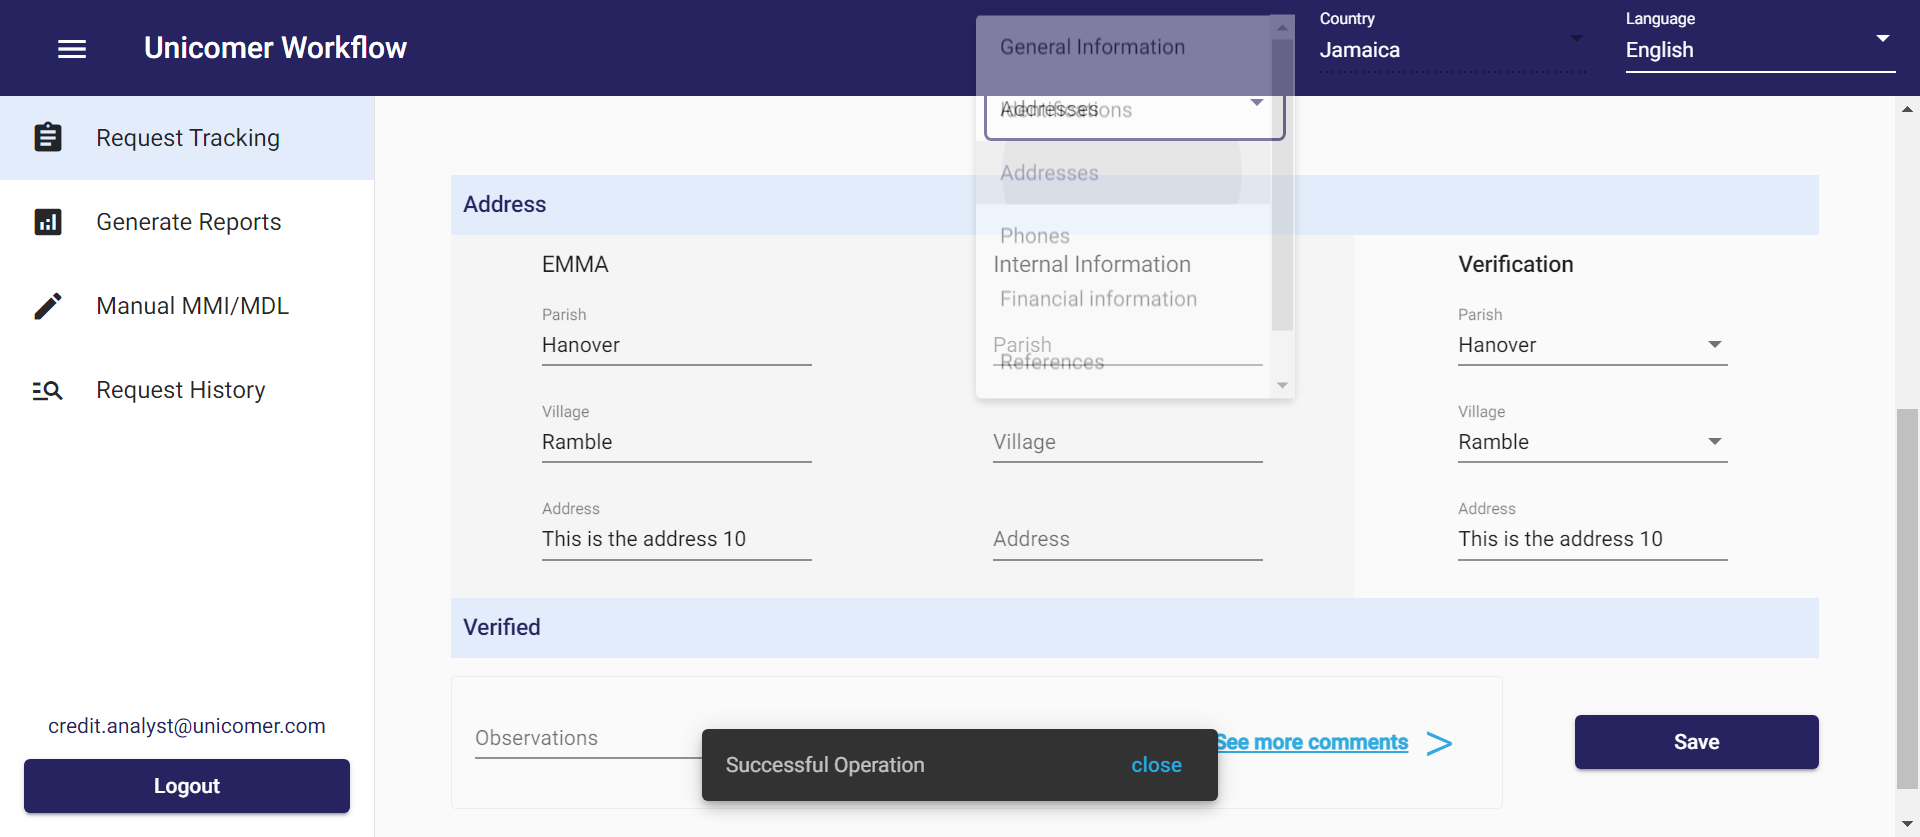 Unicomer Workflow
Country
Jamaica
Language
English
General Information
Addresses
Identifications
Addresses
Phones
Financial information
References
Request Tracking
Generate Reports
Manual MMI/MDL
Request History
credit.analyst@unicomer.com
Logout
Address
EMMA
Internal Information
Verification
Parish
Hanover
Parish
Parish
Hanover
Village
Ramble
Village
Village
Ramble
Address
This is the address 10
Address
Address
This is the address 10
Verified
Observations
See more comments
Save
Successful Operation
close